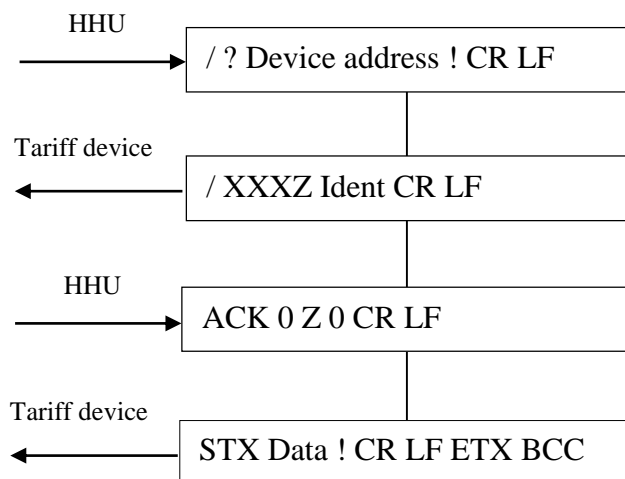 HHU
/ ? Device address ! CR LF
Tariff device
/ XXXZ Ident CR LF
HHU
ACK 0 Z 0 CR LF
Tariff device
STX Data ! CR LF ETX BCC